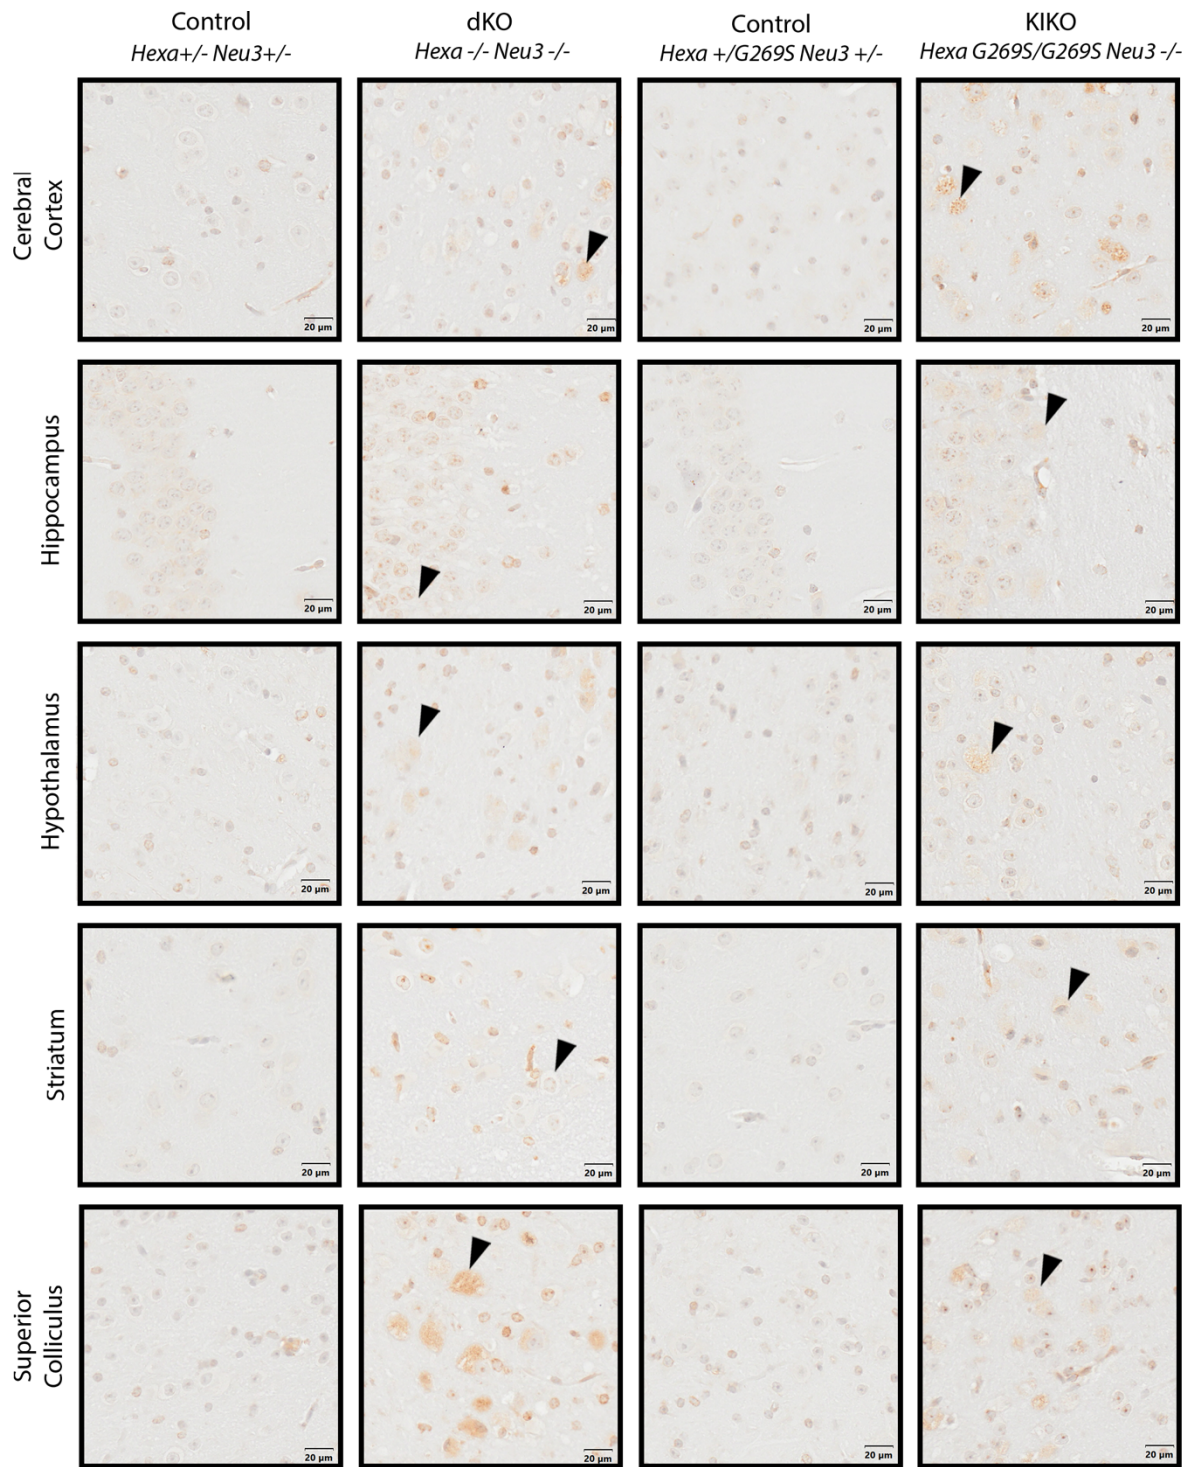 Control
Hexa+/- Neu3+/-
dKO
Hexa -/- Neu3 -/-
Control
Hexa +/G269S Neu3 +/-
KIKO
Hexa G269S/G269S Neu3 -/-
Cerebral
Cortex
20 μm
20 μm
20 μm
20 μm
Hippocampus
20 μm
20 μm
20 μm
20 μm
Hypothalamus
20 μm
20 μm
20 μm
20 μm
Striatum
20 μm
20 μm
20 μm
20 μm
Superior
Colliculus
20 μm
20 μm
20 μm
20 μm